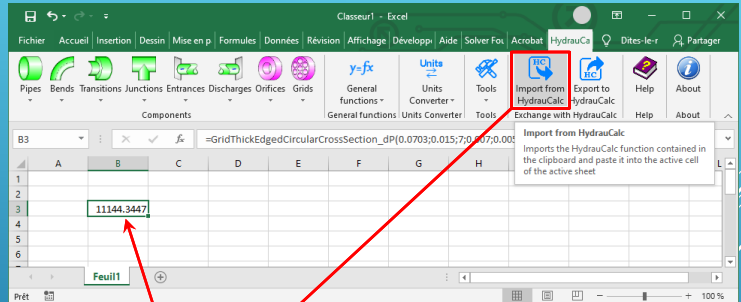 Classeur1 - Excel
Fichier Accueil Insertion Dessin Mise en p Formules Données Révision Affichage Développe Aide Solver Fou Acrobat HydrauCa Dites-le-r Partager
y=fx Units HC HC
Pipes Bends Transitions Junctions Entrances Discharges Orifices Grids General functions Units Converter Tools Import from HydrauCalc Export to HydrauCalc Help About
Components General functions Units Converter Tools Exchange with HydrauCalc Help About
B3 fx =GridThickEdgedCircularCrossSection_dP(0.0703;0.015;7;0.007;0.005
Import from HydrauCalc
Imports the HydrauCalc function contained in
the clipboard and paste it into the active cell
of the active sheet
A B C D E F G H L
1
2
3 11144.3447
4
5
6
Feuil1
Prêt 100 %